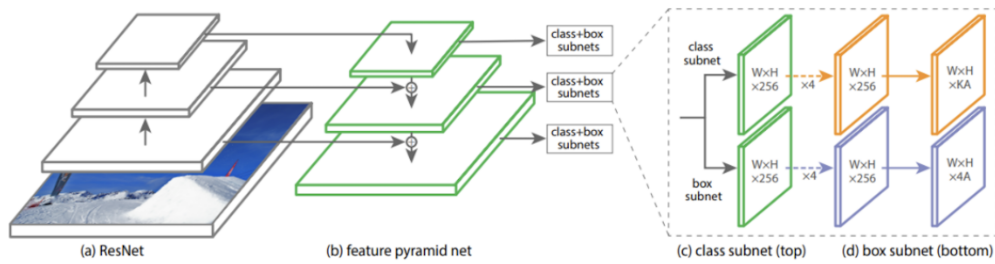 class+box
subnets
class+box
subnets
class+box
subnets
class
subnet
W×H
×256
×4
W×H
×256
W×H
×KA
box
subnet
W×H
×256
×4
W×H
×256
W×H
×4A
(a) ResNet
(b) feature pyramid net
(c) class subnet (top)
(d) box subnet (bottom)